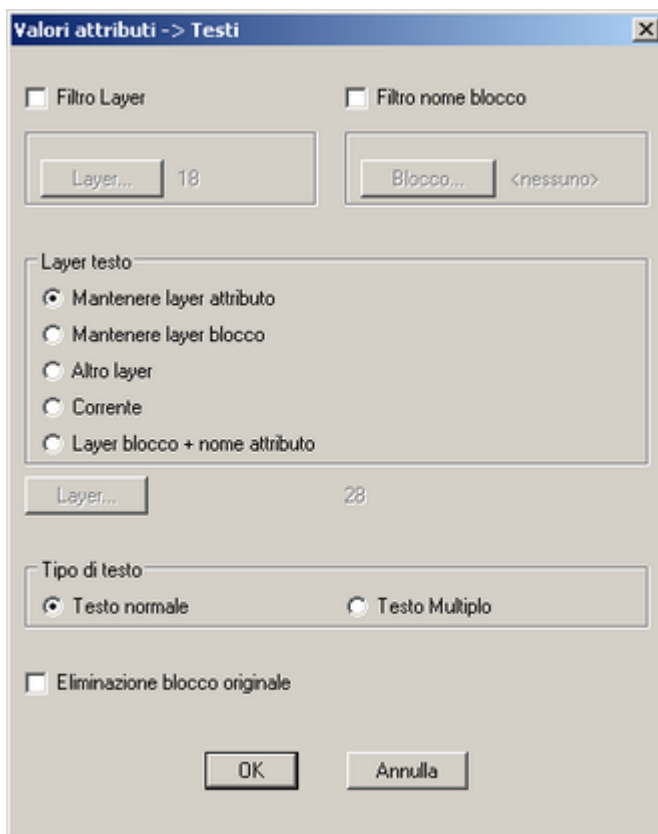 Valori attributi -> Testi
Filtro Layer
Filtro nome blocco
Layer... 18
Blocco... <nessuno>
Layer testo
Mantenere layer attributo
Mantenere layer blocco
Altro layer
Corrente
Layer blocco + nome attributo
Layer... 28
Tipo di testo
Testo normale
Testo Multiplo
Eliminazione blocco originale
OK Annulla